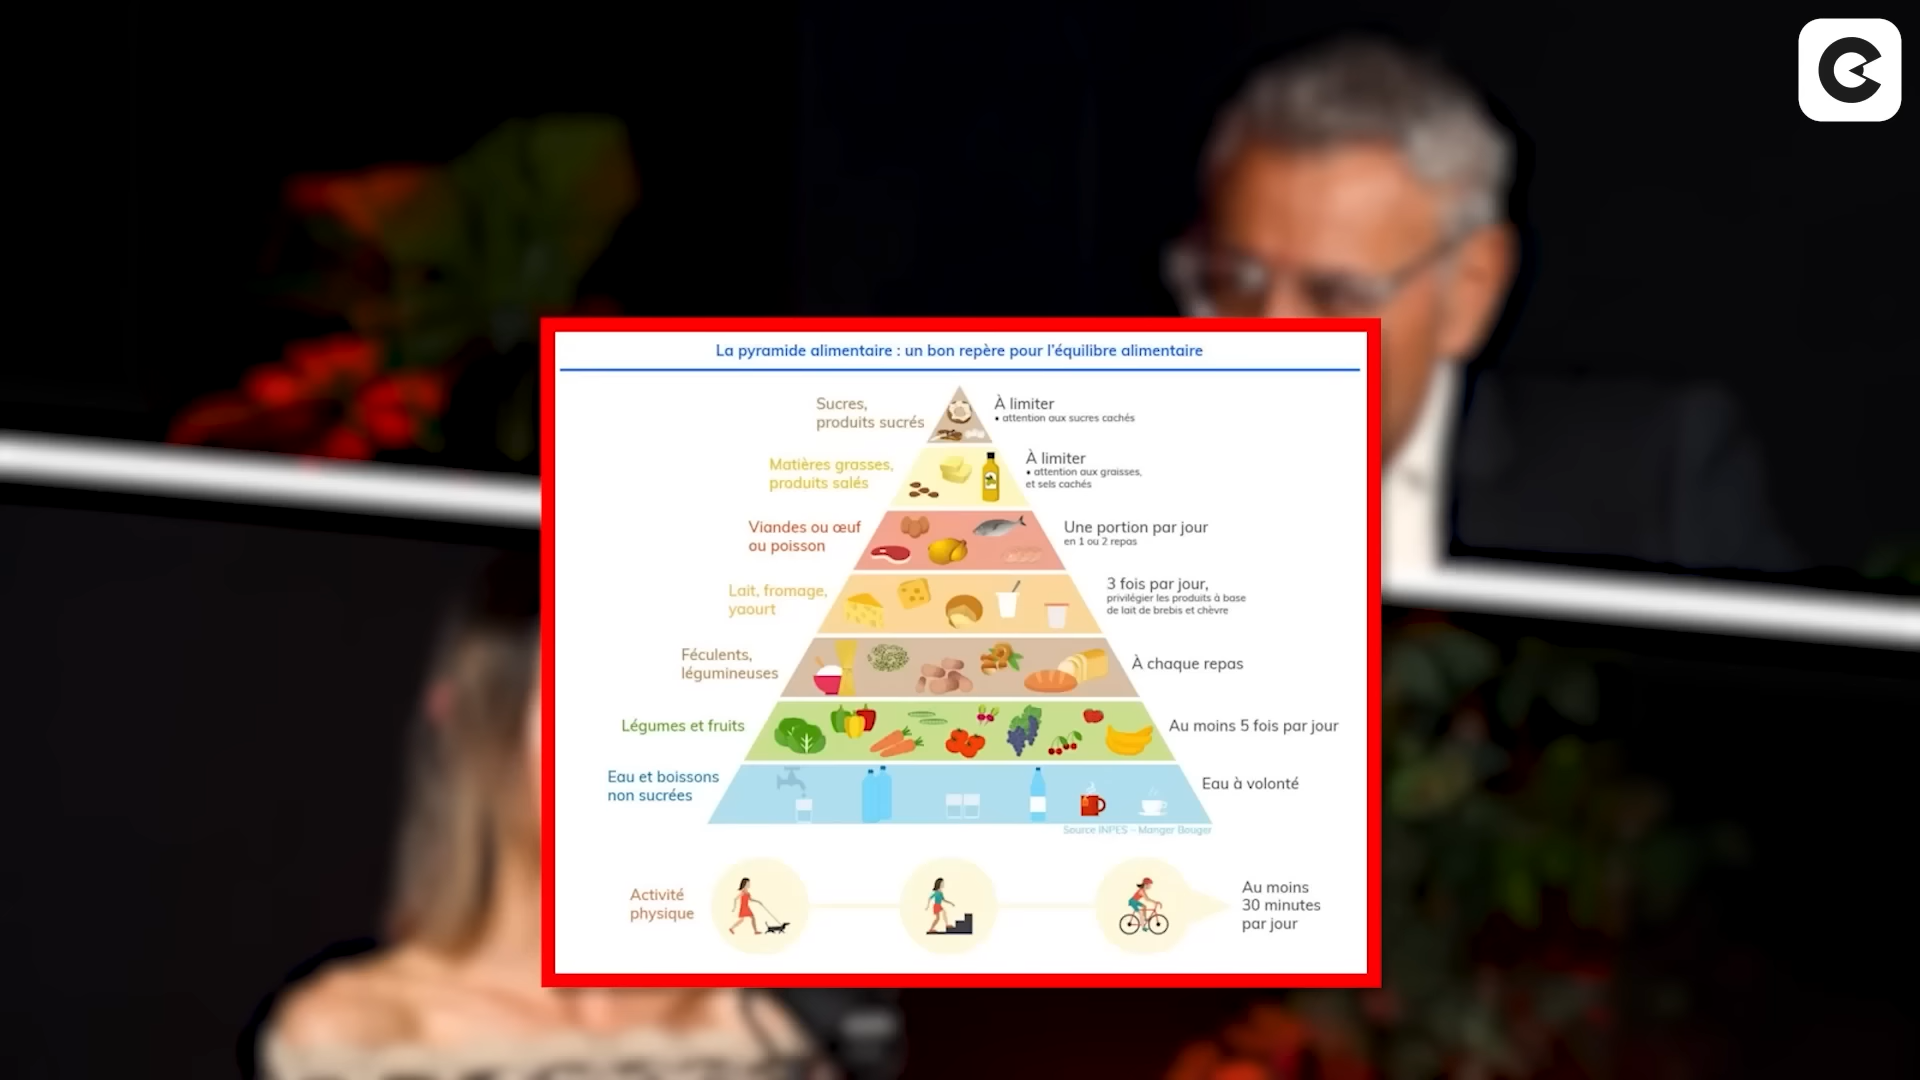 La pyramide alimentaire : un bon repère pour l'équilibre alimentaire
Sucres,
produits sucrés
À limiter
• attention aux sucres cachés
Matières grasses,
produits salés
À limiter
• attention aux graisses,
et sels cachés
Viandes ou œuf
ou poisson
Une portion par jour
en 1 ou 2 repas
Lait, fromage,
yaourt
3 fois par jour,
privilégier les produits à base
de lait de brebis et chèvre
Féculents,
légumineuses
À chaque repas
Légumes et fruits
Au moins 5 fois par jour
Eau et boissons
non sucrées
Eau à volonté
Source INPES - Manger Bouger
Activité
physique
Au moins
30 minutes
par jour